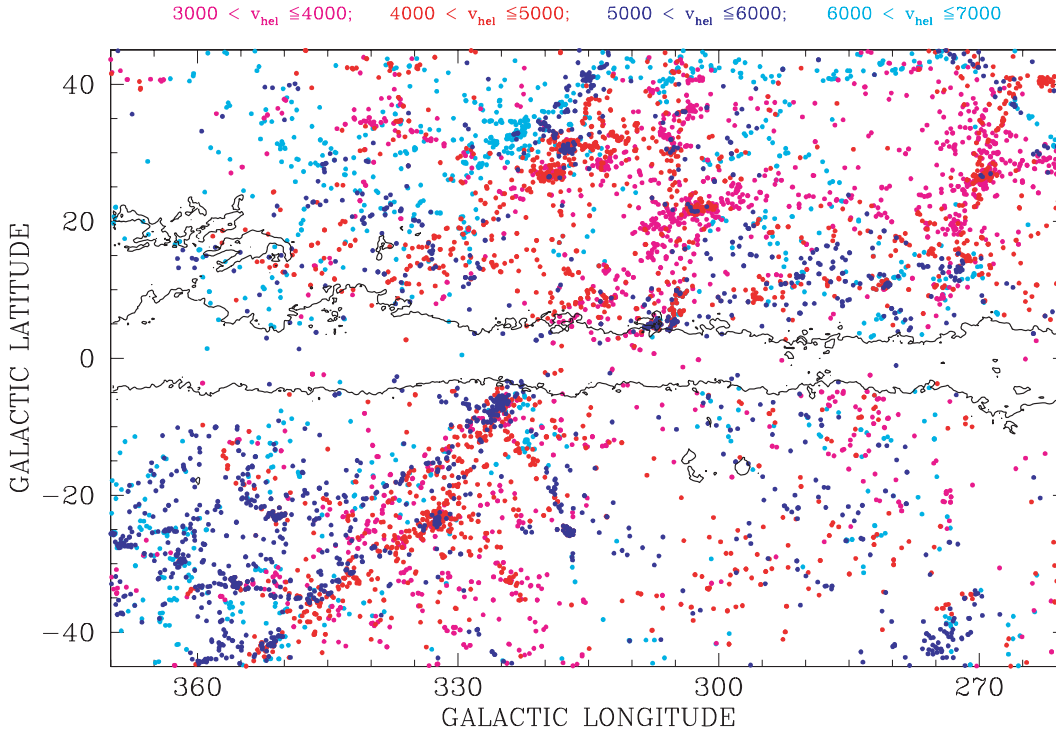 3000 < v_hel ≦4000; 4000 < v_hel ≦5000; 5000 < v_hel ≦6000; 6000 < v_hel ≦7000
40
20
0
−20
−40
GALACTIC LATITUDE
360 330 300 270
GALACTIC LONGITUDE